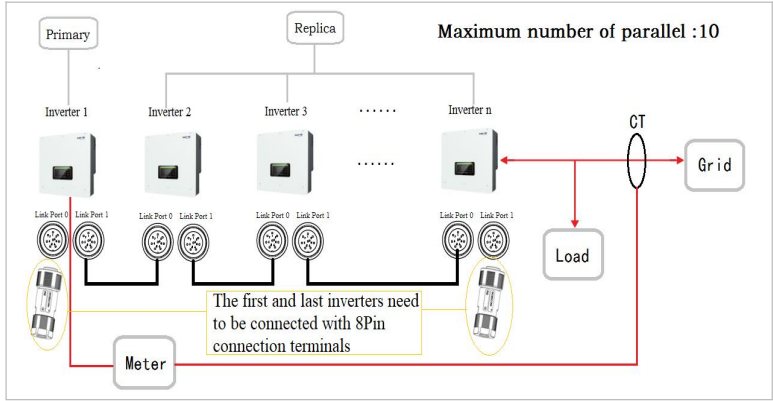 Primary
Replica
Maximum number of parallel :10
Inverter 1
Inverter 2
Inverter 3
......
Inverter n
CT
......
Grid
Link Port 0
Link Port 1
Link Port 0
Link Port 1
Link Port 0
Link Port 1
Link Port 0
Link Port 1
Load
The first and last inverters need
to be connected with 8Pin
connection terminals
Meter